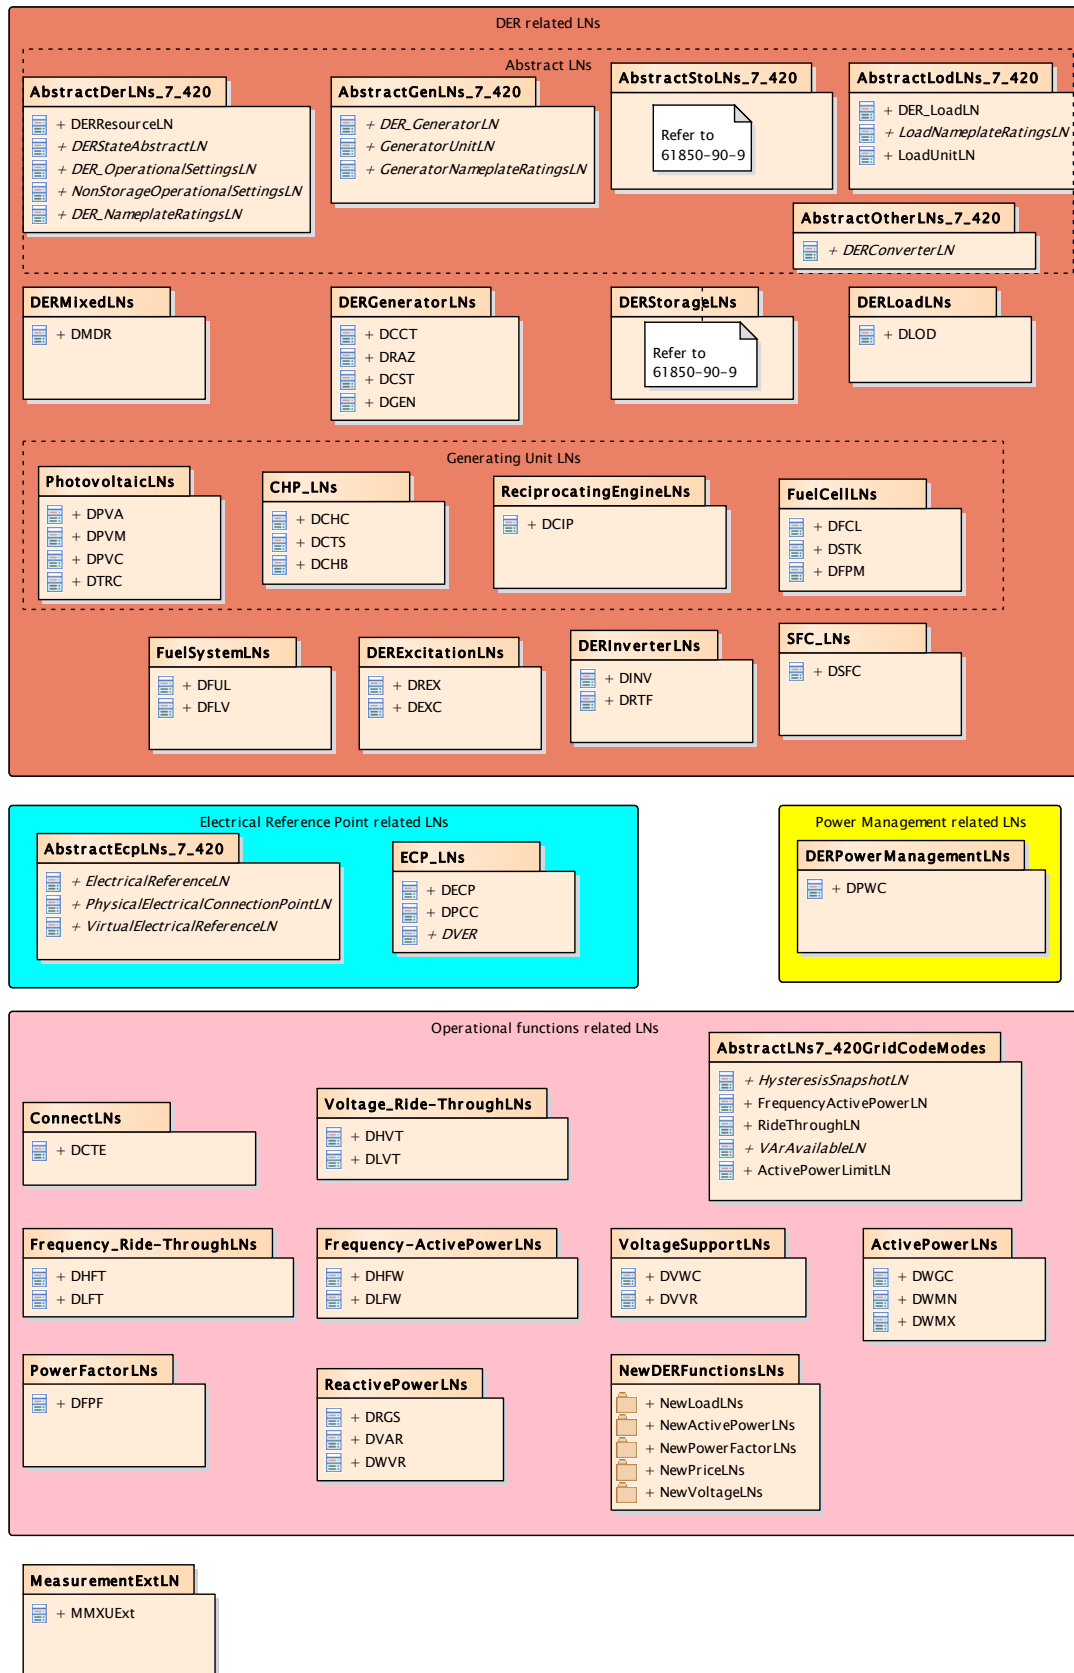 DER related LNs
Abstract LNs
AbstractDerLNs_7_420
+ DERResourceLN
+ DERStateAbstractLN
+ DER_OperationalSettingsLN
+ NonStorageOperationalSettingsLN
+ DER_NameplateRatingsLN
AbstractGenLNs_7_420
+ DER_GeneratorLN
+ GeneratorUnitLN
+ GeneratorNameplateRatingsLN
AbstractStoLNs_7_420
Refer to
61850-90-9
AbstractLodLNs_7_420
+ DER_LoadLN
+ LoadNameplateRatingsLN
+ LoadUnitLN
AbstractOtherLNs_7_420
+ DERConverterLN
DERMixedLNs
+ DMDR
DERGeneratorLNs
+ DCCT
+ DRAZ
+ DCST
+ DGEN
DERStorageLNs
Refer to
61850-90-9
DERLoadLNs
+ DLOD
Generating Unit LNs
PhotovoltaicLNs
+ DPVA
+ DPVM
+ DPVC
+ DTRC
CHP_LNs
+ DCHC
+ DCTS
+ DCHB
ReciprocatingEngineLNs
+ DCIP
FuelCellLNs
+ DFCL
+ DSTK
+ DFPM
FuelSystemLNs
+ DFUL
+ DFLV
DERExcitationLNs
+ DREX
+ DEXC
DERInverterLNs
+ DINV
+ DRTF
SFC_LNs
+ DSFC
Electrical Reference Point related LNs
AbstractEcpLNs_7_420
+ ElectricalReferenceLN
+ PhysicalElectricalConnectionPointLN
+ VirtualElectricalReferenceLN
ECP_LNs
+ DECP
+ DPCC
+ DVER
Power Management related LNs
DERPowerManagementLNs
+ DPWC
Operational functions related LNs
AbstractLNs7_420GridCodeModes
+ HysteresisSnapshotLN
+ FrequencyActivePowerLN
+ RideThroughLN
+ VArAvailableLN
+ ActivePowerLimitLN
ConnectLNs
+ DCTE
Voltage_Ride-ThroughLNs
+ DHVT
+ DLVT
Frequency_Ride-ThroughLNs
+ DHFT
+ DLFT
Frequency-ActivePowerLNs
+ DHFW
+ DLFW
VoltageSupportLNs
+ DVWC
+ DVVR
ActivePowerLNs
+ DWGC
+ DWMN
+ DWMX
PowerFactorLNs
+ DFPF
ReactivePowerLNs
+ DRGS
+ DVAR
+ DWVR
NewDERFunctionsLNs
+ NewLoadLNs
+ NewActivePowerLNs
+ NewPowerFactorLNs
+ NewPriceLNs
+ NewVoltageLNs
MeasurementExtLN
+ MMXUExt